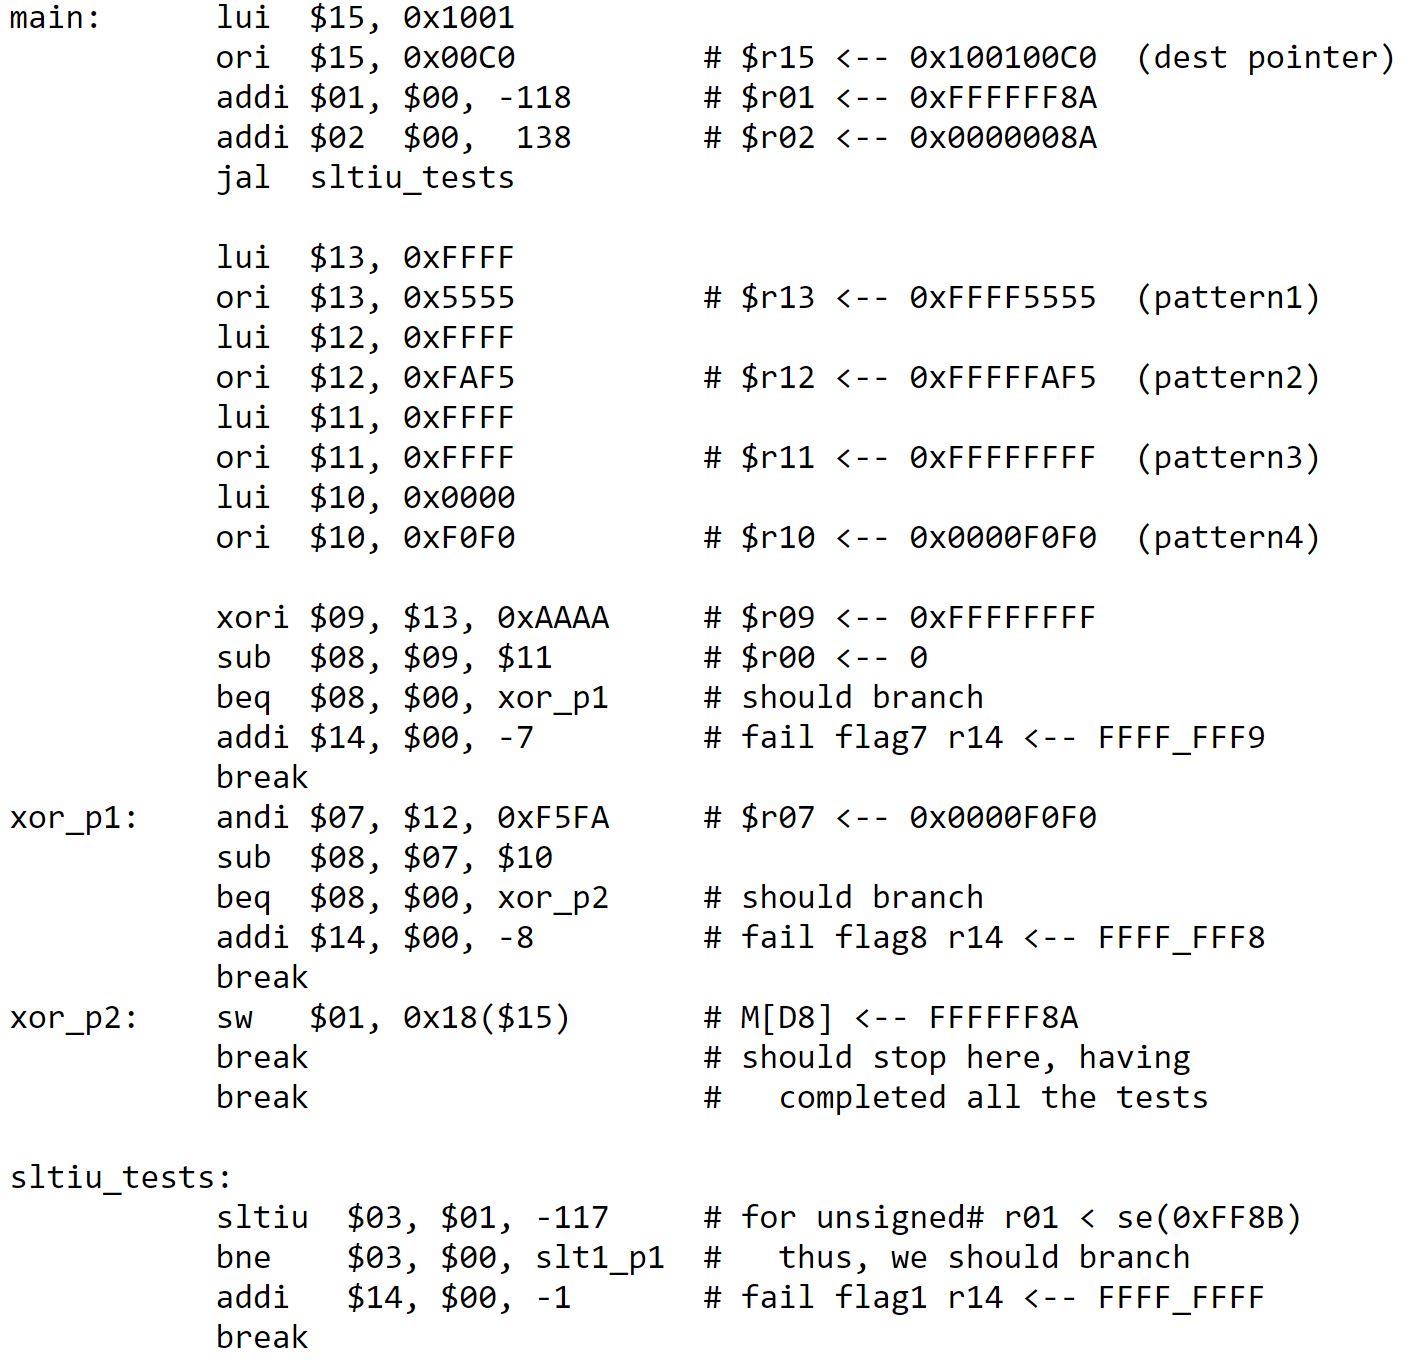 main: lui $15, 0x1001
ori $15, 0x00C0 # $r15 <-- 0x100100C0 (dest pointer)
addi $01, $00, -118 # $r01 <-- 0xFFFFFF8A
addi $02 $00, 138 # $r02 <-- 0x0000008A
jal sltiu_tests
lui $13, 0xFFFF
ori $13, 0x5555 # $r13 <-- 0xFFFF5555 (pattern1)
lui $12, 0xFFFF
ori $12, 0xFAF5 # $r12 <-- 0xFFFFFAF5 (pattern2)
lui $11, 0xFFFF
ori $11, 0xFFFF # $r11 <-- 0xFFFFFFFF (pattern3)
lui $10, 0x0000
ori $10, 0xF0F0 # $r10 <-- 0x0000F0F0 (pattern4)
xori $09, $13, 0xAAAA # $r09 <-- 0xFFFFFFFF
sub $08, $09, $11 # $r00 <-- 0
beq $08, $00, xor_p1 # should branch
addi $14, $00, -7 # fail flag7 r14 <-- FFFF_FFF9
break
xor_p1: andi $07, $12, 0xF5FA # $r07 <-- 0x0000F0F0
sub $08, $07, $10
beq $08, $00, xor_p2 # should branch
addi $14, $00, -8 # fail flag8 r14 <-- FFFF_FFF8
break
xor_p2: sw $01, 0x18($15) # M[D8] <-- FFFFFF8A
break # should stop here, having
break # completed all the tests
sltiu_tests:
sltiu $03, $01, -117 # for unsigned# r01 < se(0xFF8B)
bne $03, $00, slt1_p1 # thus, we should branch
addi $14, $00, -1 # fail flag1 r14 <-- FFFF_FFFF
break